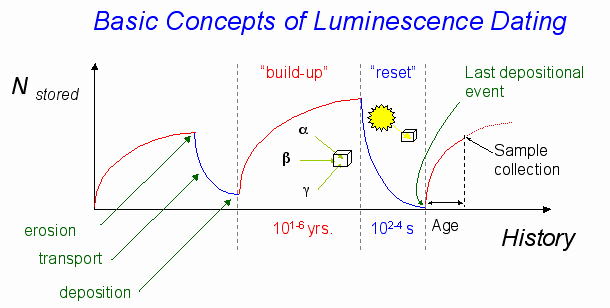 Basic Concepts of Luminescence Dating
N stored
"build-up"
"reset"
Last depositional
event
α
β
γ
Sample
collection
erosion
transport
deposition
10¹⁻⁶ yrs.
10²⁻⁴ s
Age
History